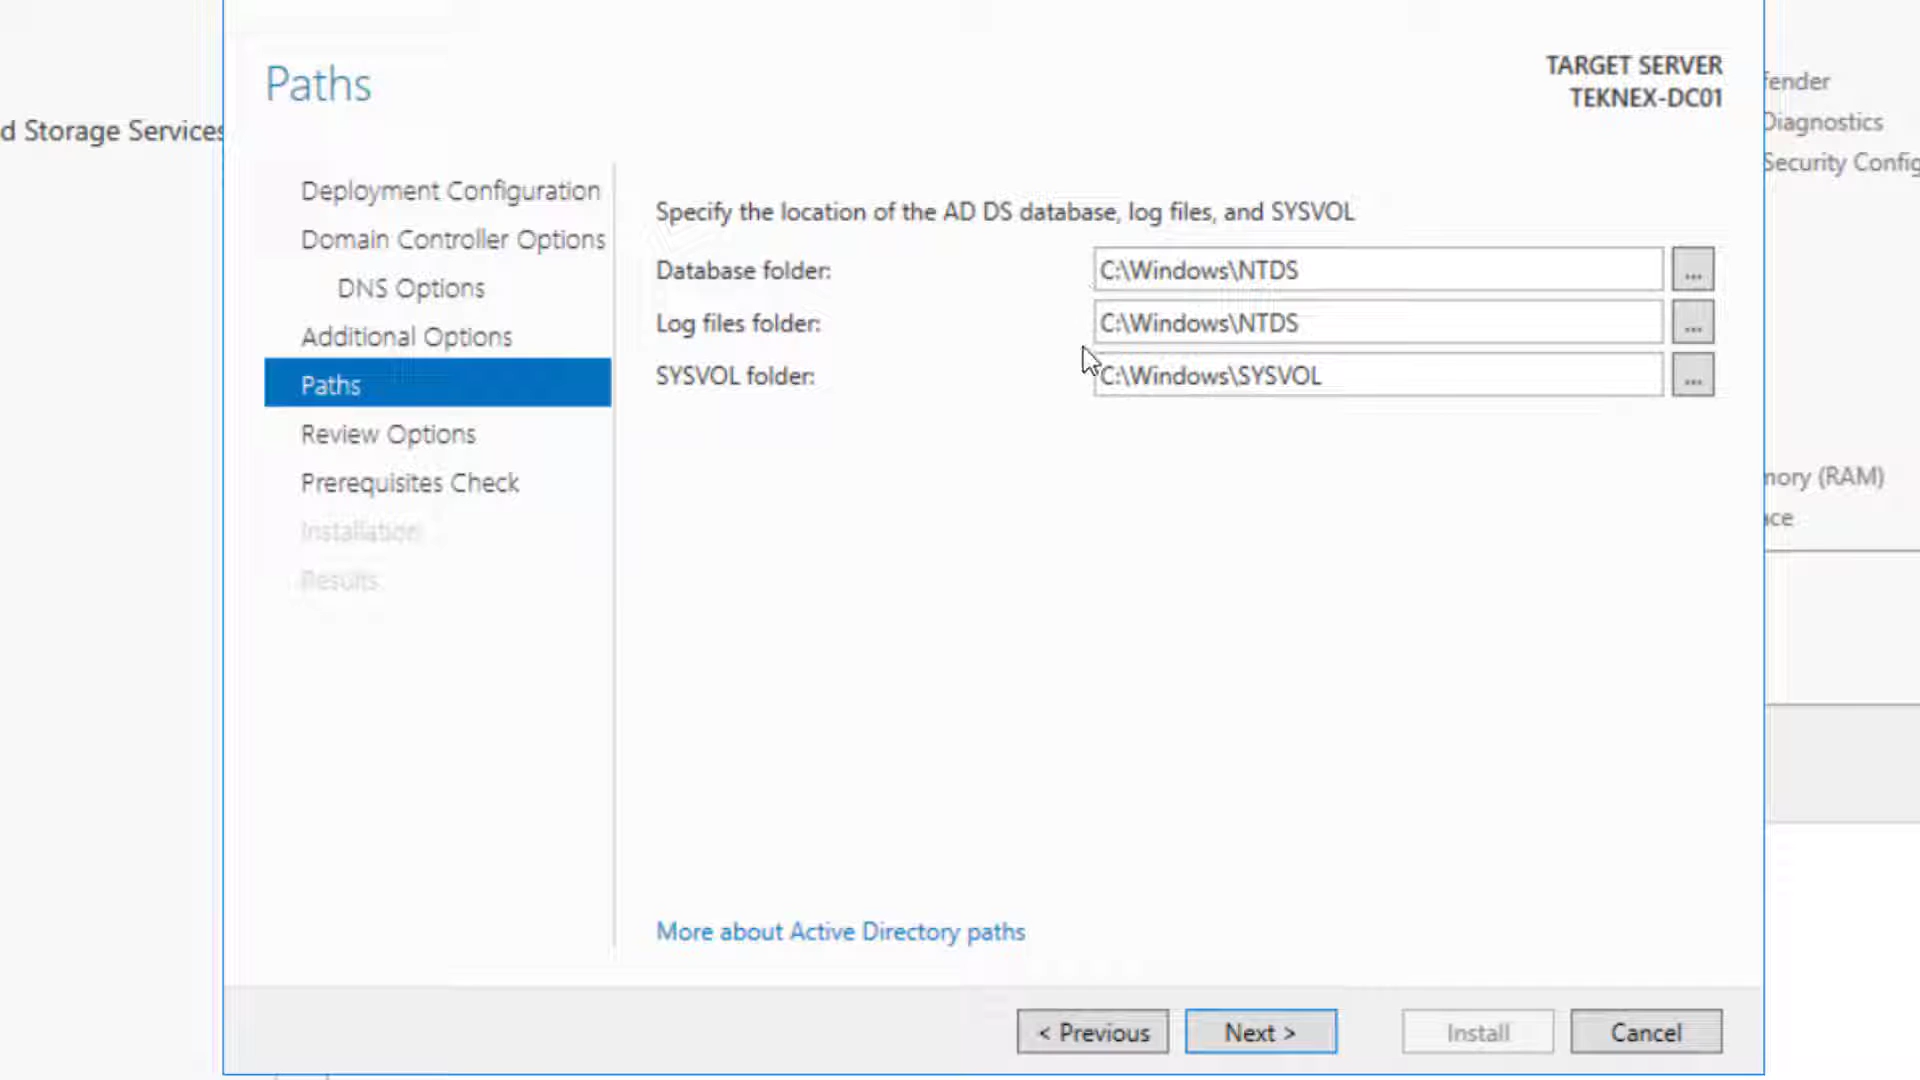 Paths
TARGET SERVER
TEKNEX-DC01
d Storage Services
fender
Diagnostics
Security Config
Deployment Configuration
Domain Controller Options
DNS Options
Additional Options
Paths
Review Options
Prerequisites Check
Installation
Results
Specify the location of the AD DS database, log files, and SYSVOL
Database folder: C:\Windows\NTDS ...
Log files folder: C:\Windows\NTDS ...
SYSVOL folder: C:\Windows\SYSVOL ...
mory (RAM)
ace
More about Active Directory paths
< Previous Next > Install Cancel